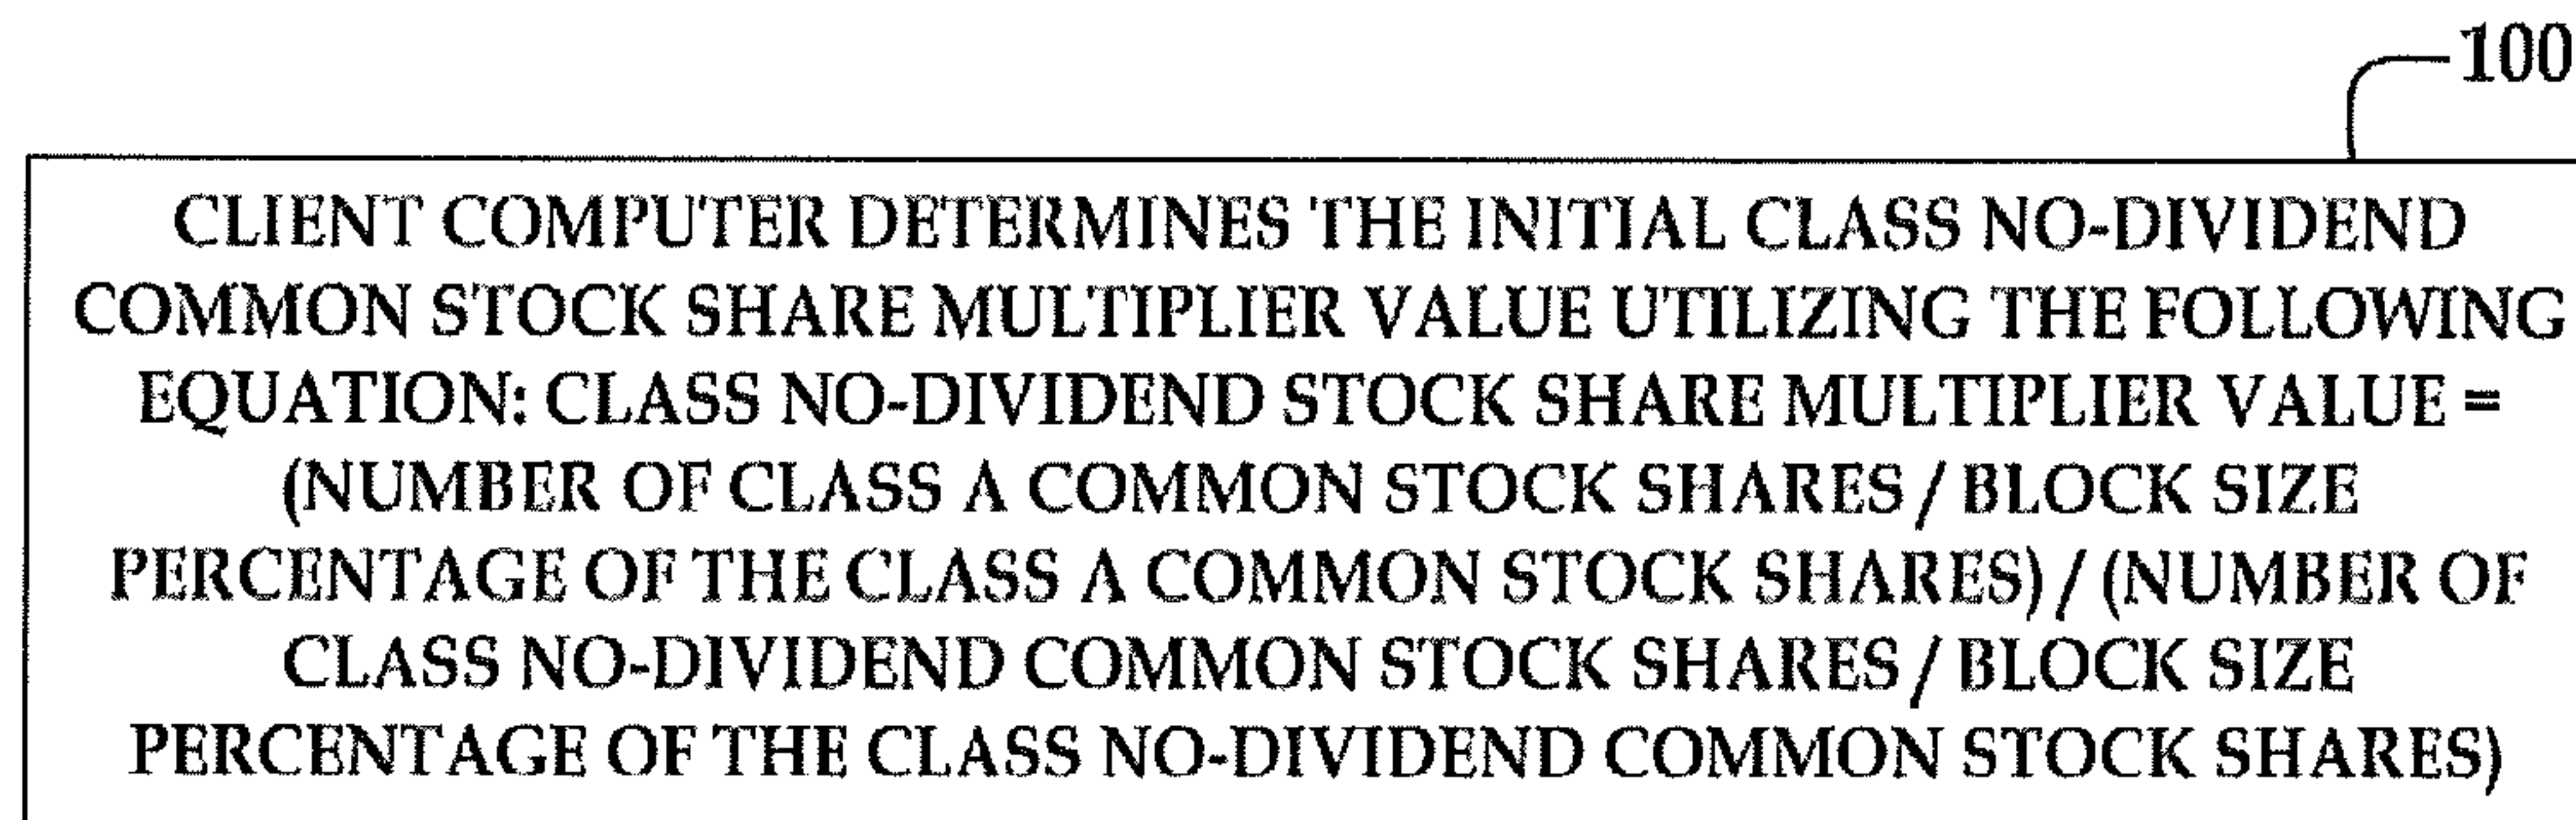 100
CLIENT COMPUTER DETERMINES THE INITIAL CLASS NO-DIVIDEND
COMMON STOCK SHARE MULTIPLIER VALUE UTILIZING THE FOLLOWING
EQUATION: CLASS NO-DIVIDEND STOCK SHARE MULTIPLIER VALUE =
(NUMBER OF CLASS A COMMON STOCK SHARES / BLOCK SIZE
PERCENTAGE OF THE CLASS A COMMON STOCK SHARES) / (NUMBER OF
CLASS NO-DIVIDEND COMMON STOCK SHARES / BLOCK SIZE
PERCENTAGE OF THE CLASS NO-DIVIDEND COMMON STOCK SHARES)